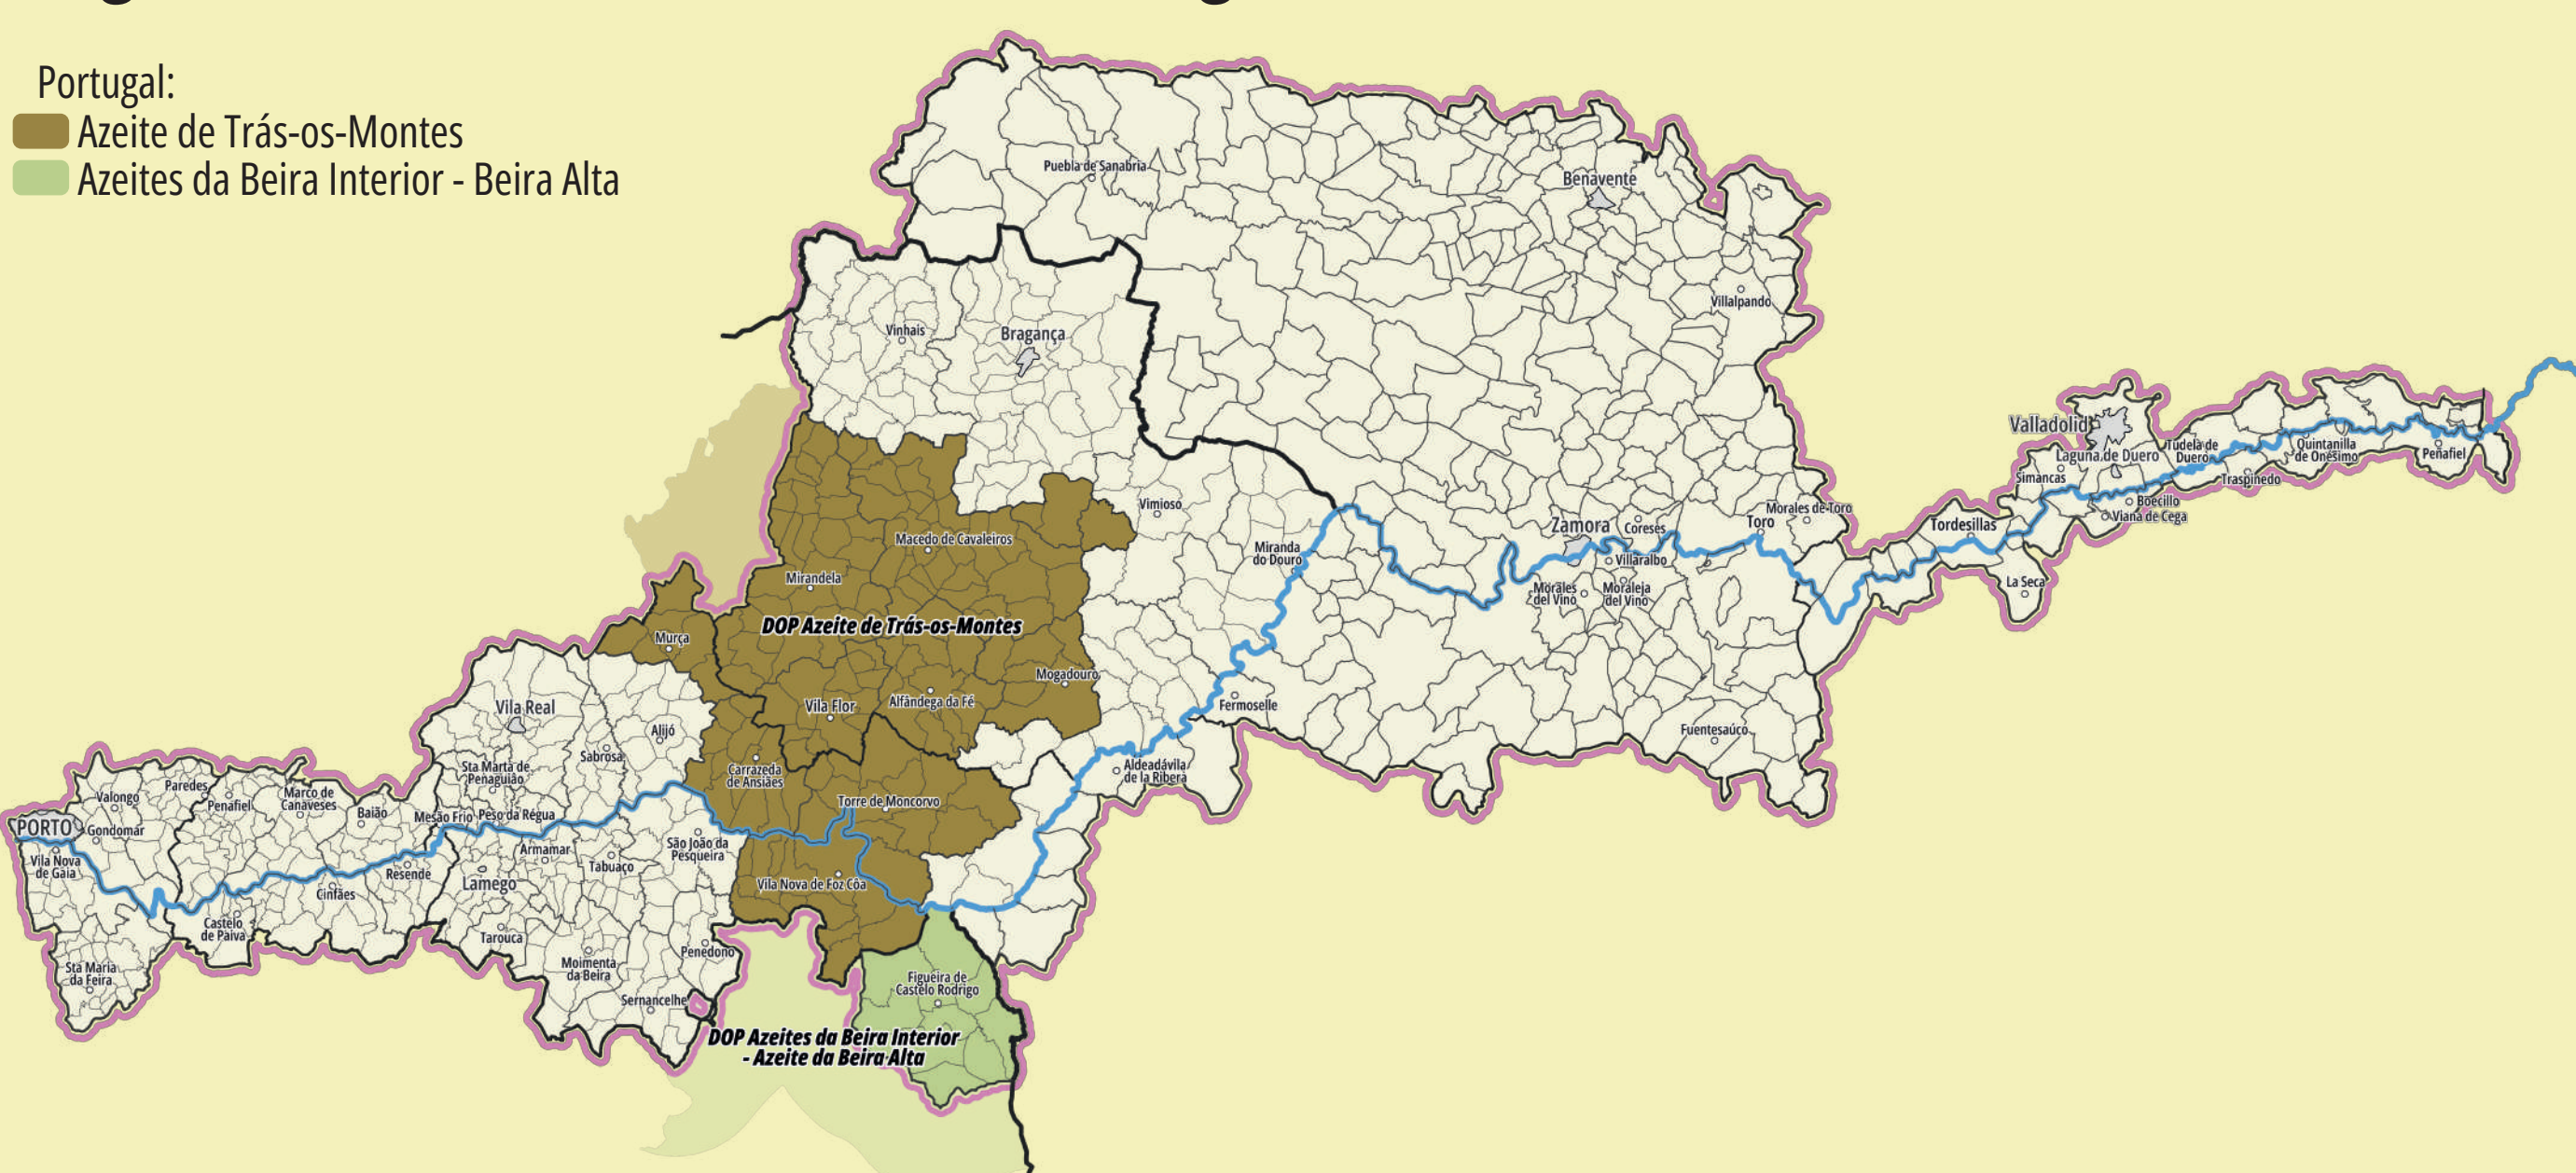 Portugal:
Azeite de Trás-os-Montes
Azeites da Beira Interior - Beira Alta
Puebla de Sanabria
Benavente
Villalpando
Vinhais
Bragança
Valladolid
Laguna de Duero
Tudela de
Duero
Quintanilla
de Onésimo
Peñafiel
Simancas
Traspinedo
Boecillo
Viana de Cega
Tordesillas
La Seca
Vimioso
Zamora
Coreses
Toro
Morales de Toro
Miranda
do Douro
Villaralbo
Morales
del Vino
Moraleja
del Vino
Macedo de Cavaleiros
Mirandela
DOP Azeite de Trás-os-Montes
Murça
Mogadouro
Vila Flor
Alfândega da Fé
Fermoselle
Fuentesaúco
Vila Real
Alijó
Sabrosa
Sta Marta de
Penaguião
Carrazeda
de Ansiães
Aldeadávila
de la Ribera
Torre de Moncorvo
Valongo
Paredes
Penafiel
Marco de
Canaveses
Baião
Mesão Frio
Peso da Régua
PORTO
Gondomar
Vila Nova
de Gaia
Armamar
Tabuaço
São João da
Pesqueira
Resende
Lamego
Cinfães
Vila Nova de Foz Côa
Castelo
de Paiva
Tarouca
Penedono
Moimenta
da Beira
Sta Maria
da Feira
Sernancelhe
Figueira de
Castelo Rodrigo
DOP Azeites da Beira Interior
- Azeite da Beira Alta